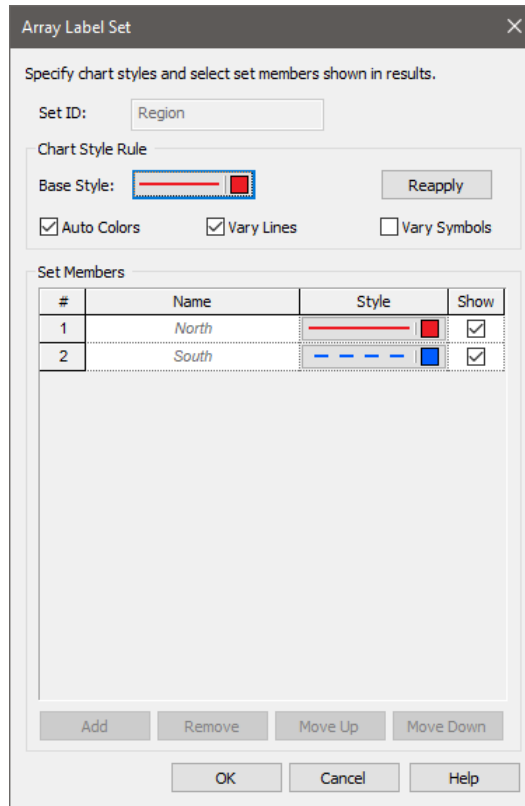 Array Label Set
Specify chart styles and select set members shown in results.
Set ID: Region
Chart Style Rule
Base Style: Reapply
Auto Colors Vary Lines Vary Symbols
Set Members
# Name Style Show
1 North
2 South
Add Remove Move Up Move Down
OK Cancel Help